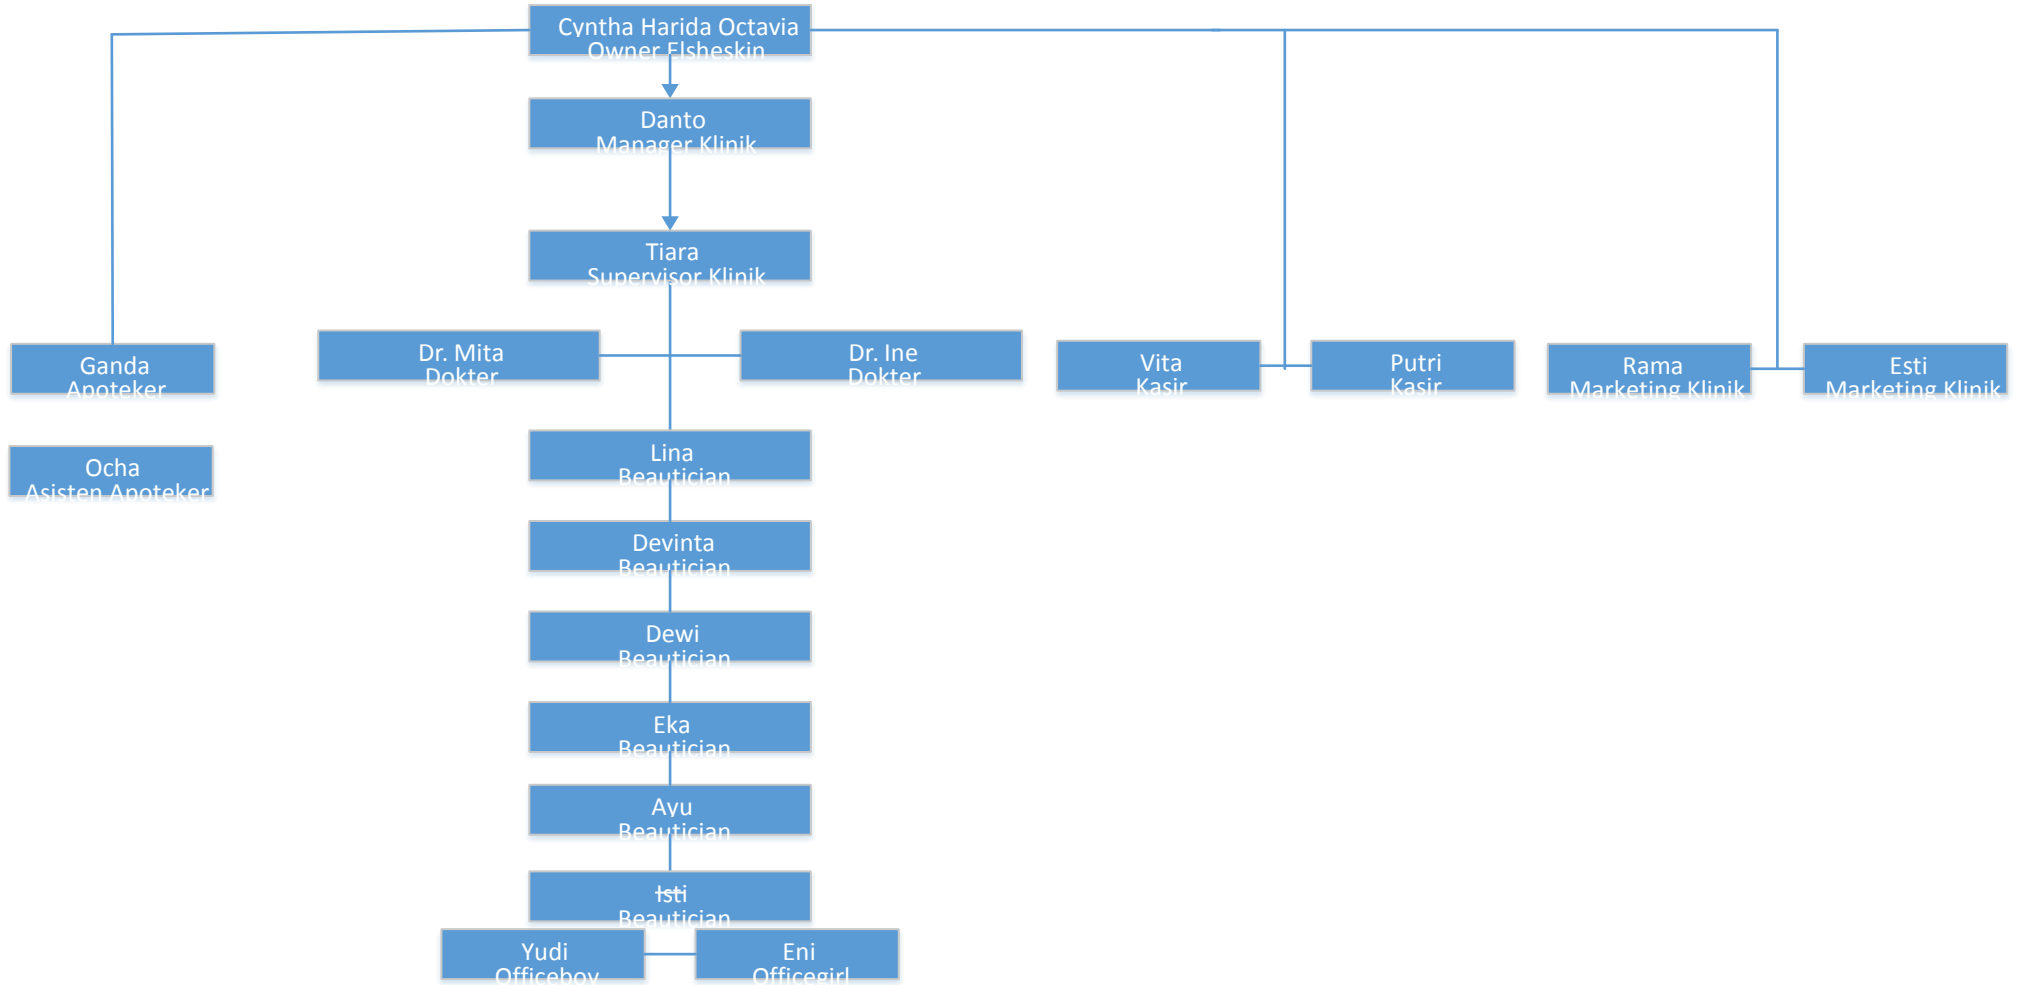 Cyntha Harida Octavia
Owner Elsheskin
Danto
Manager Klinik
Tiara
Supervisor Klinik
Ganda
Apoteker
Dr. Mita
Dokter
Dr. Ine
Dokter
Vita
Kasir
Putri
Kasir
Rama
Marketing Klinik
Esti
Marketing Klinik
Ocha
Asisten Apoteker
Lina
Beautician
Devinta
Beautician
Dewi
Beautician
Eka
Beautician
Ayu
Beautician
Isti
Beautician
Yudi
Officeboy
Eni
Officegirl